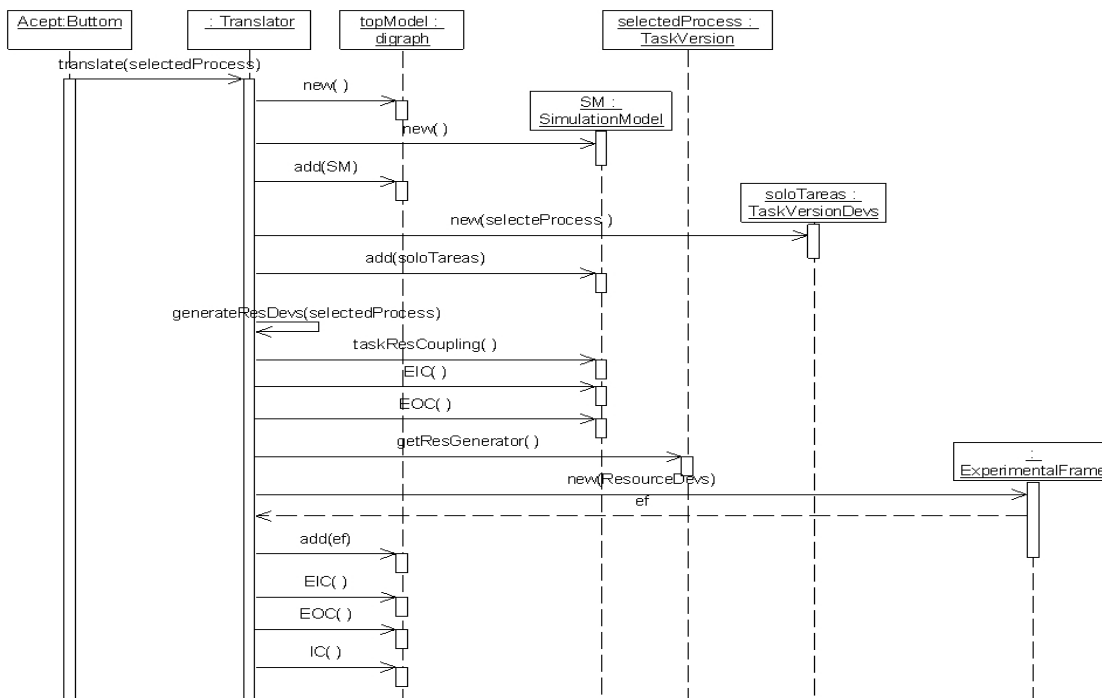 Acept:Buttom
: Translator
topModel :
digraph
selectedProcess :
TaskVersion
translate(selectedProcess)
new( )
SM :
SimulationModel
new( )
add(SM)
soloTareas :
TaskVersionDevs
new(selecteProcess )
add(soloTareas)
generateResDevs(selectedProcess)
taskResCoupling( )
EIC( )
EOC( )
getResGenerator( )
:
ExperimentalFrame
new(ResourceDevs)
ef
add(ef)
EIC( )
EOC( )
IC( )